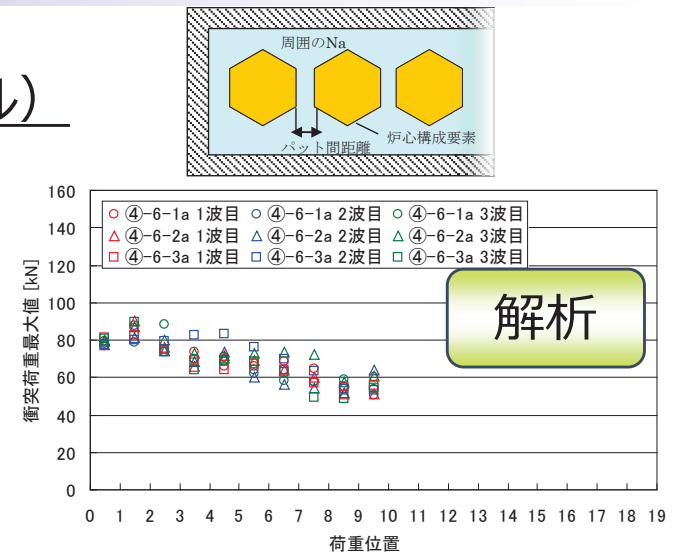 ル)
周囲のNa
炉心構成要素
パット間距離
160
140
120
100
80
60
40
20
0
④-6-1a 1波目 ④-6-1a 2波目 ④-6-1a 3波目
④-6-2a 1波目 ④-6-2a 2波目 ④-6-2a 3波目
④-6-3a 1波目 ④-6-3a 2波目 ④-6-3a 3波目
解析
衝突荷重最大値 [kN]
0 1 2 3 4 5 6 7 8 9 10 11 12 13 14 15 16 17 18 19
荷重位置